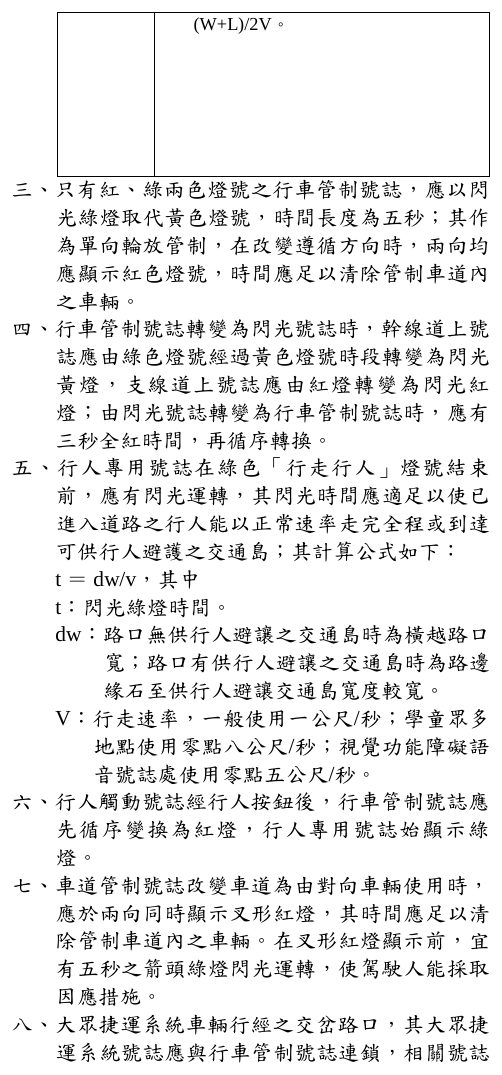 (W+L)/2V。
三、只有紅、綠兩色燈號之行車管制號誌，應以閃
光綠燈取代黃色燈號，時間長度為五秒；其作
為單向輪放管制，在改變遵循方向時，兩向均
應顯示紅色燈號，時間應足以清除管制車道內
之車輛。
四、行車管制號誌轉變為閃光號誌時，幹線道上號
誌應由綠色燈號經過黃色燈號時段轉變為閃光
黃燈，支線道上號誌應由紅燈轉變為閃光紅
燈；由閃光號誌轉變為行車管制號誌時，應有
三秒全紅時間，再循序轉換。
五、行人專用號誌在綠色「行走行人」燈號結束
前，應有閃光運轉，其閃光時間應適足以使已
進入道路之行人能以正常速率走完全程或到達
可供行人避護之交通島；其計算公式如下：
t ＝ dw/v，其中
t：閃光綠燈時間。
dw：路口無供行人避讓之交通島時為橫越路口
寬；路口有供行人避讓之交通島時為路邊
緣石至供行人避讓交通島寬度較寬。
V：行走速率，一般使用一公尺/秒；學童眾多
地點使用零點八公尺/秒；視覺功能障礙語
音號誌處使用零點五公尺/秒。
六、行人觸動號誌經行人按鈕後，行車管制號誌應
先循序變換為紅燈，行人專用號誌始顯示綠
燈。
七、車道管制號誌改變車道為由對向車輛使用時，
應於兩向同時顯示叉形紅燈，其時間應足以清
除管制車道內之車輛。在叉形紅燈顯示前，宜
有五秒之箭頭綠燈閃光運轉，使駕駛人能採取
因應措施。
八、大眾捷運系統車輛行經之交岔路口，其大眾捷
運系統號誌應與行車管制號誌連鎖，相關號誌